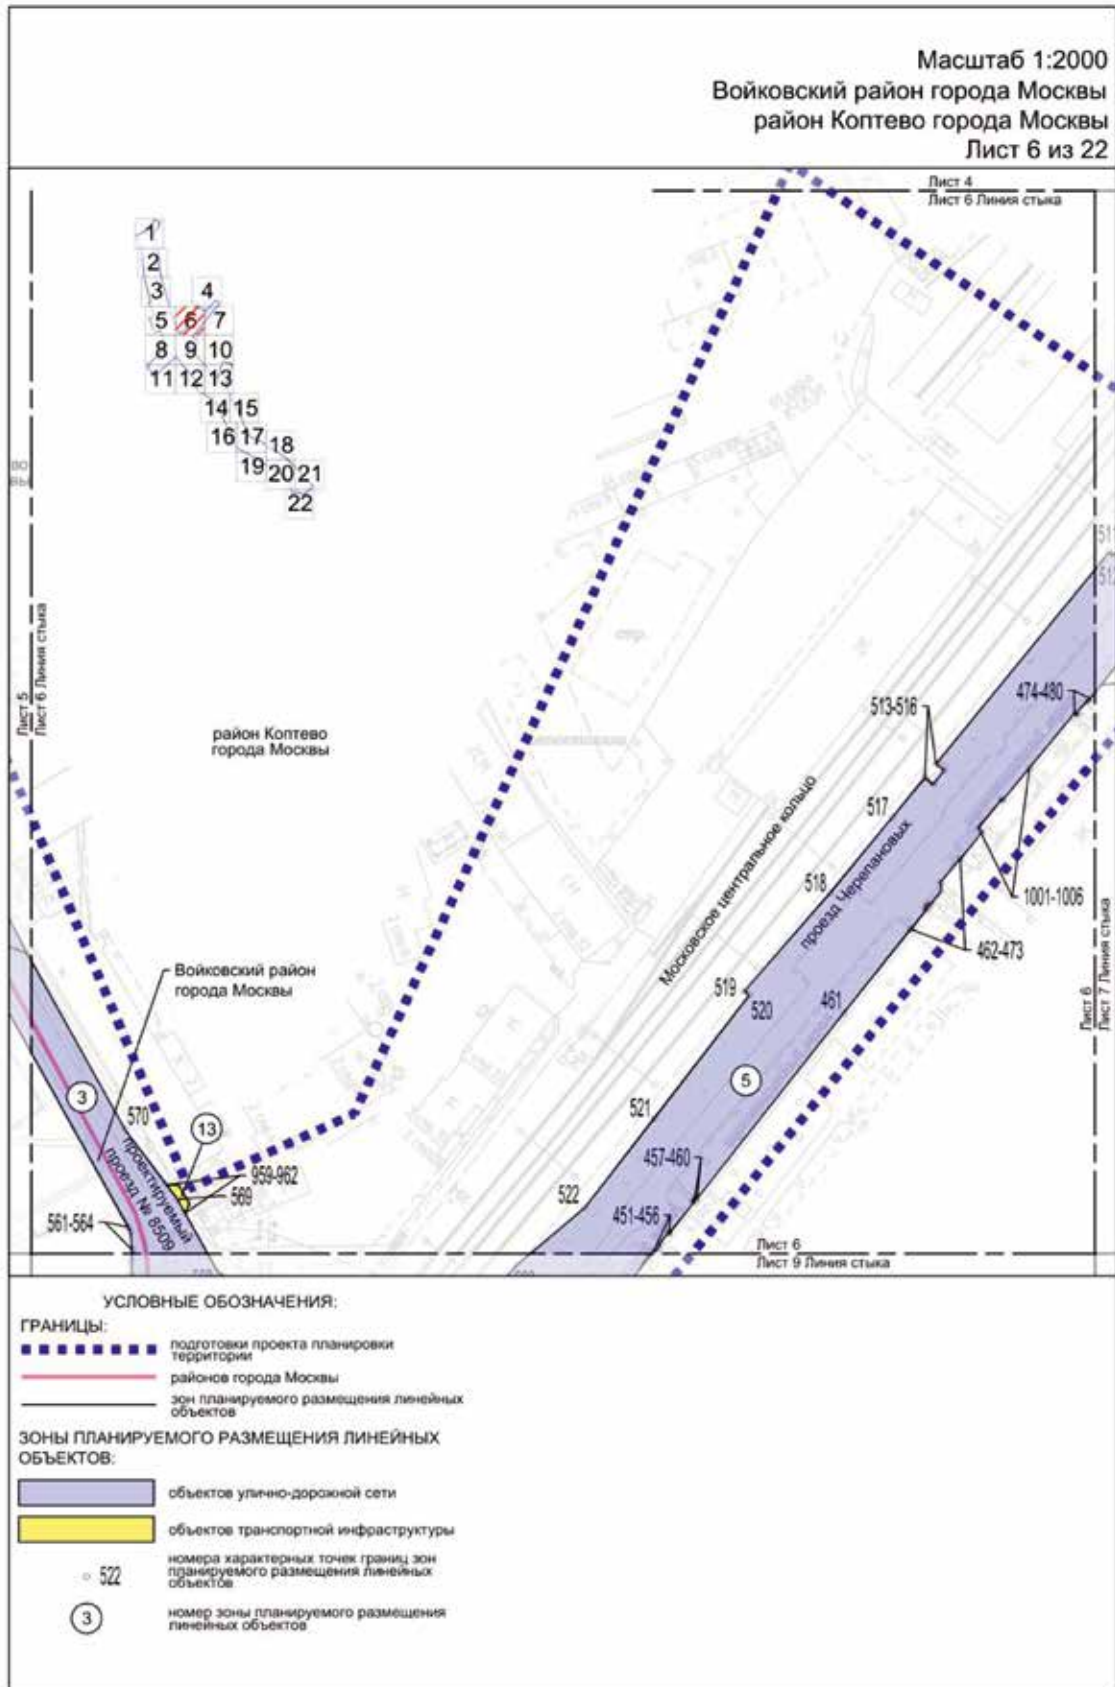 Масштаб 1:2000
Войковский район города Москвы
район Коптево города Москвы
Лист 6 из 22
Лист 4
Лист 6 Линия стыка
1
2
3 4
5 6 7
8 9 10
11 12 13
14 15
16 17 18
19 20 21
22
511
474-480
513-516
Лист 5
Лист 6 Линия стыка
район Коптево
города Москвы
517
Московское центральное кольцо
518
проезд Черепановых
1001-1006
462-473
Войковский район
города Москвы
519
520
461
Лист 6
Лист 7 Линия стыка
5
3
570
13
521
проектируемый
проезд № 8509
959-962
569
457-460
522
451-456
561-564
Лист 6
Лист 9 Линия стыка
УСЛОВНЫЕ ОБОЗНАЧЕНИЯ:
ГРАНИЦЫ:
подготовки проекта планировки
территории
районов города Москвы
зон планируемого размещения линейных
объектов
ЗОНЫ ПЛАНИРУЕМОГО РАЗМЕЩЕНИЯ ЛИНЕЙНЫХ
ОБЪЕКТОВ:
объектов улично-дорожной сети
объектов транспортной инфраструктуры
522
номера характерных точек границ зон
планируемого размещения линейных
объектов
3
номер зоны планируемого размещения
линейных объектов